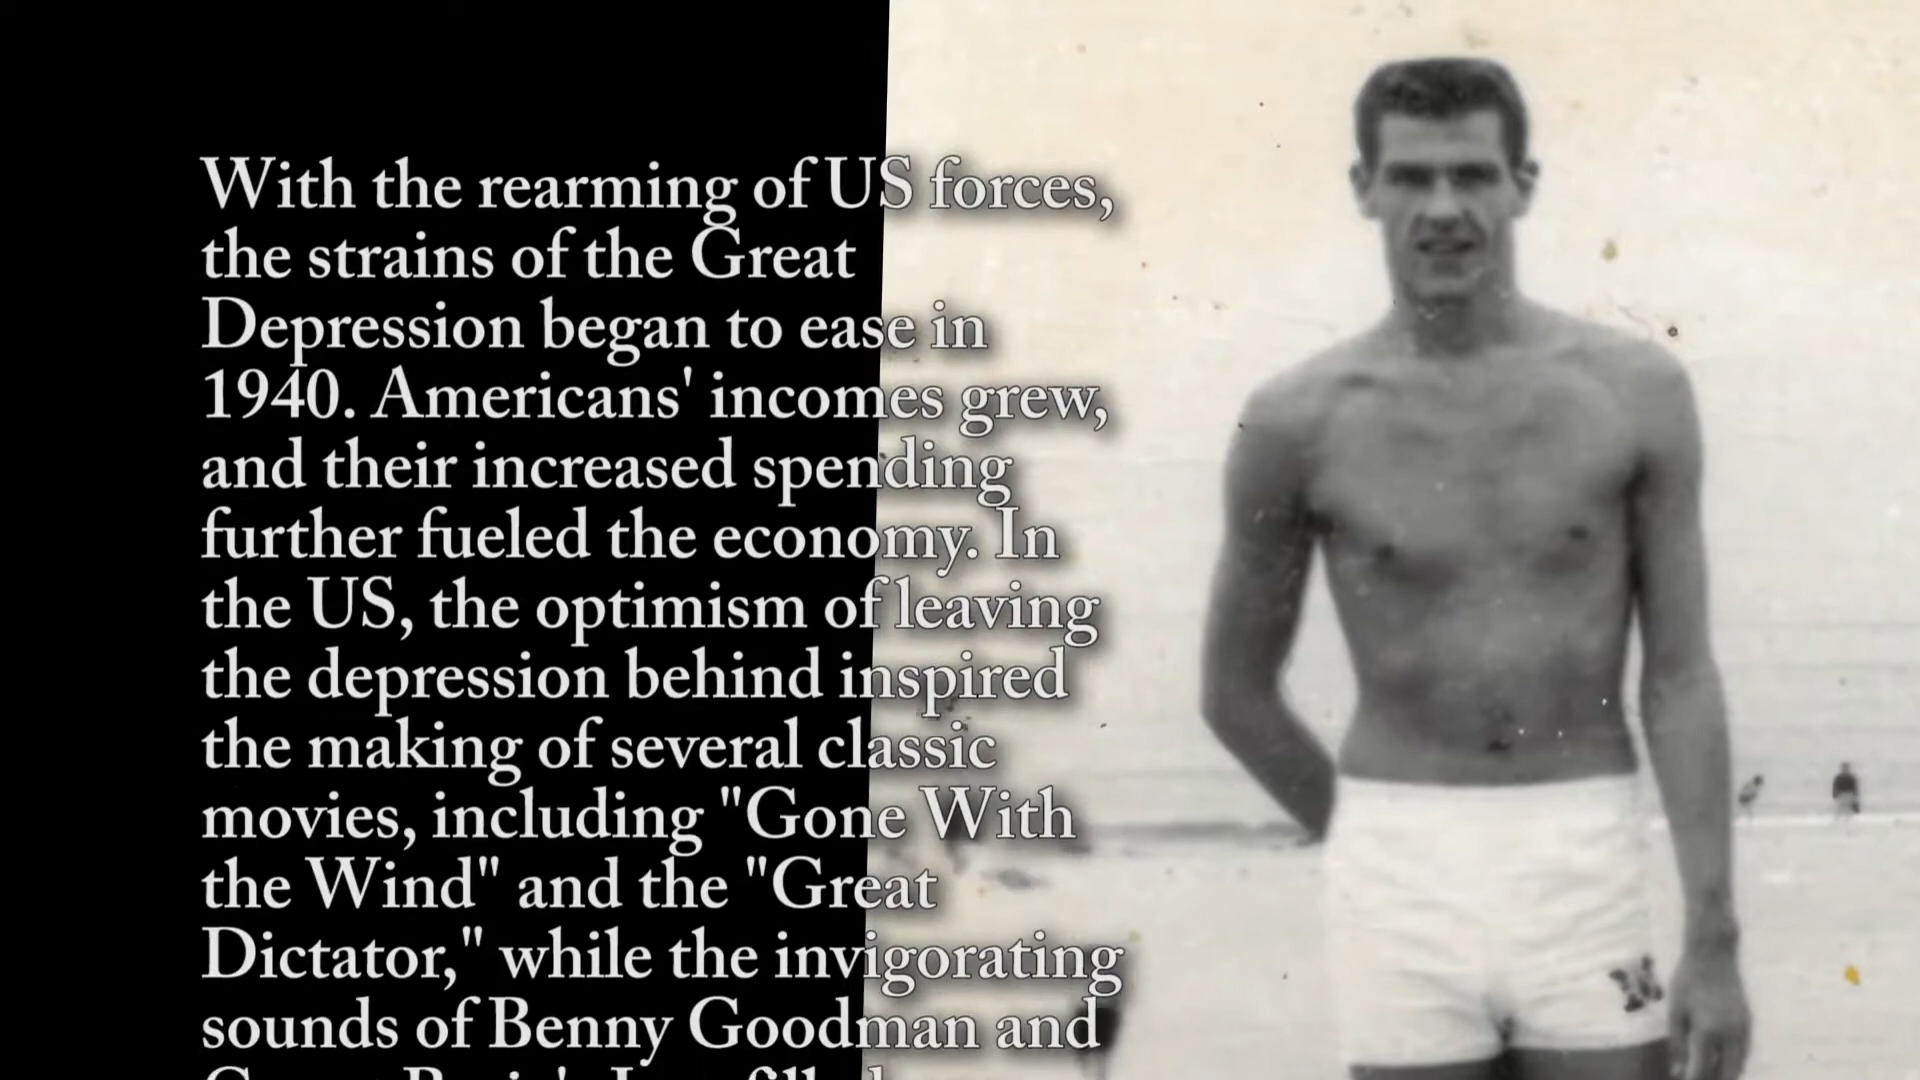 With the rearming of US forces,
the strains of the Great
Depression began to ease in
1940. Americans' incomes grew,
and their increased spending
further fueled the economy. In
the US, the optimism of leaving
the depression behind inspired
the making of several classic
movies, including "Gone With
the Wind" and the "Great
Dictator," while the invigorating
sounds of Benny Goodman and